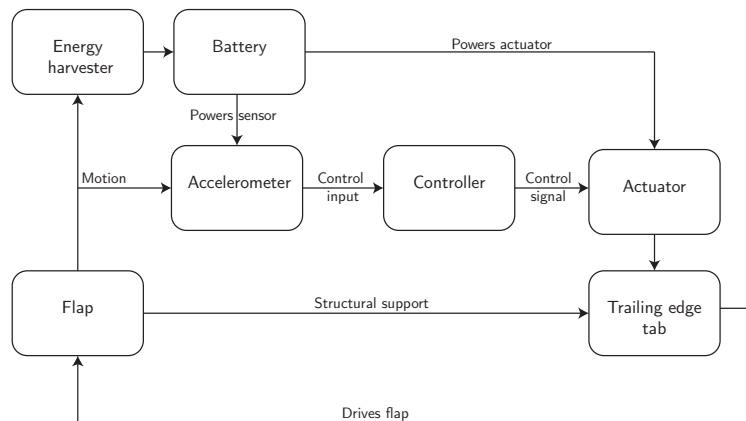 Energy
harvester
Battery
Powers actuator
Powers sensor
Motion
Accelerometer
Control
input
Controller
Control
signal
Actuator
Flap
Structural support
Trailing edge
tab
Drives flap